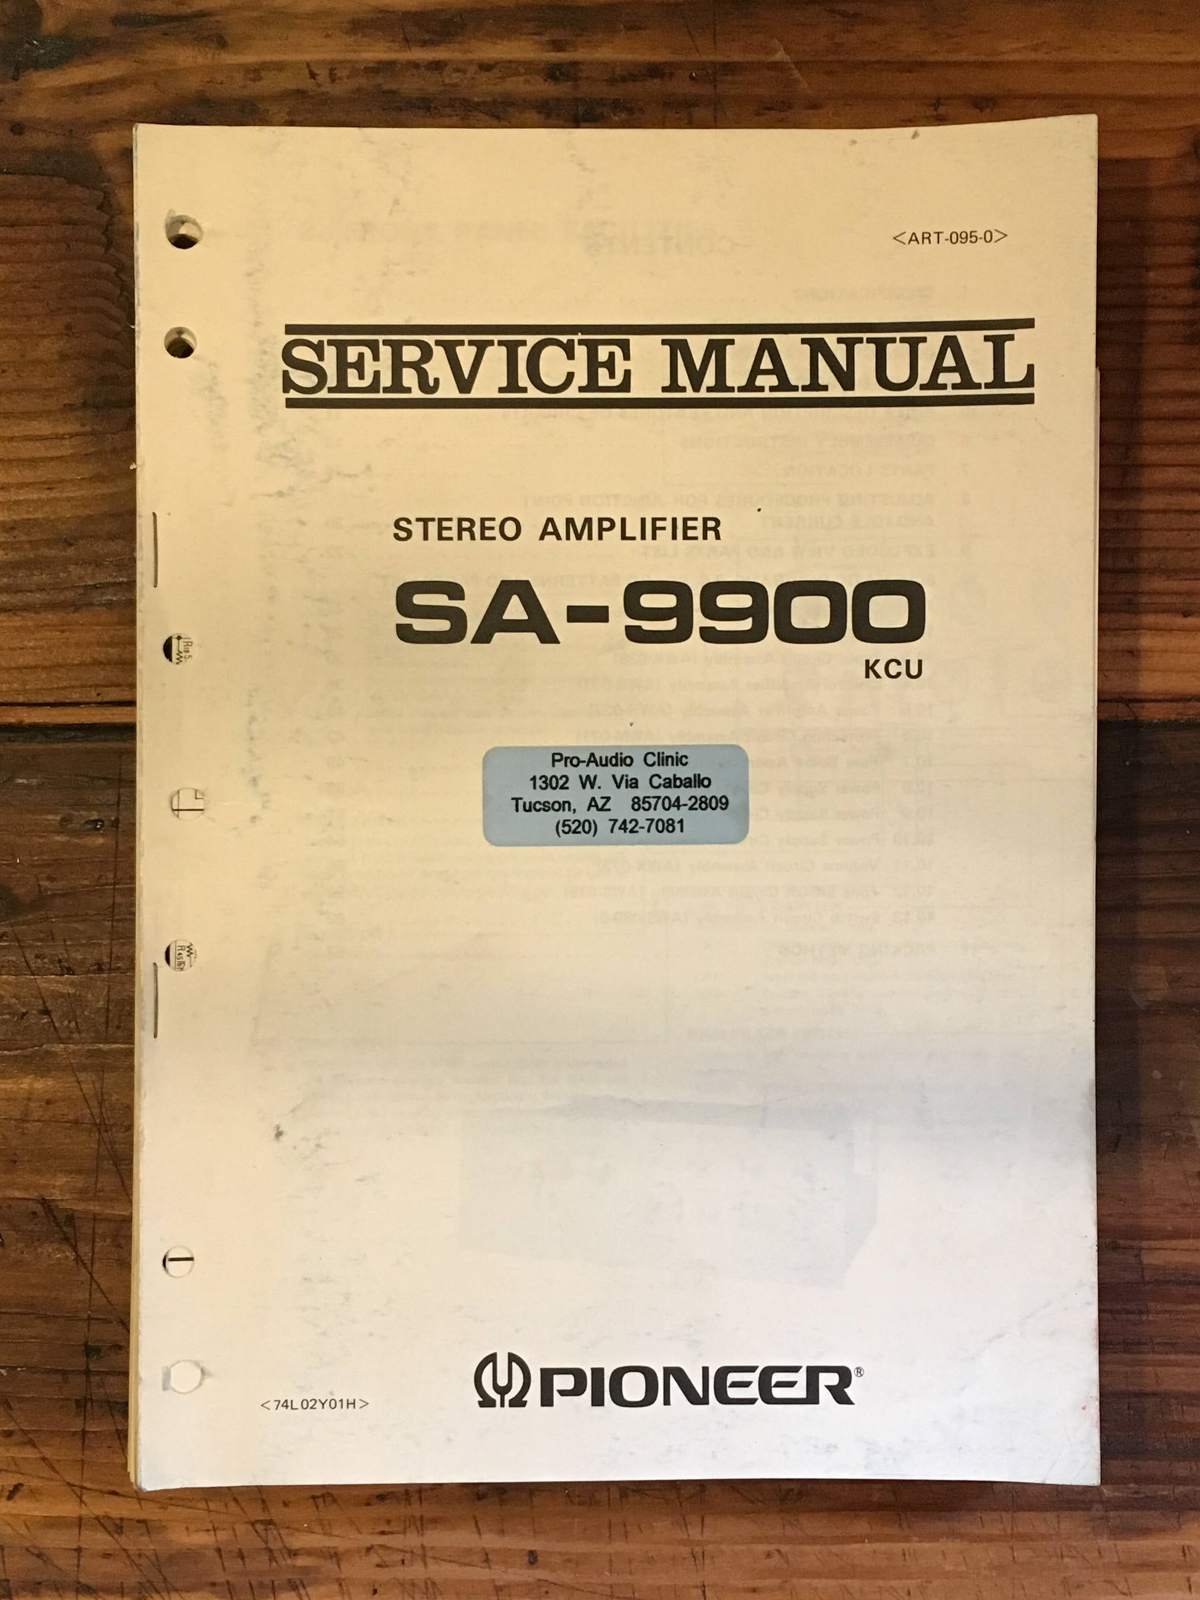 <ART-095-0>
SERVICE MANUAL
STEREO AMPLIFIER
SA-9900
KCU
Pro-Audio Clinic
1302 W. Via Caballo
Tucson, AZ 85704-2809
(520) 742-7081
PIONEER®
<74L02Y01H>